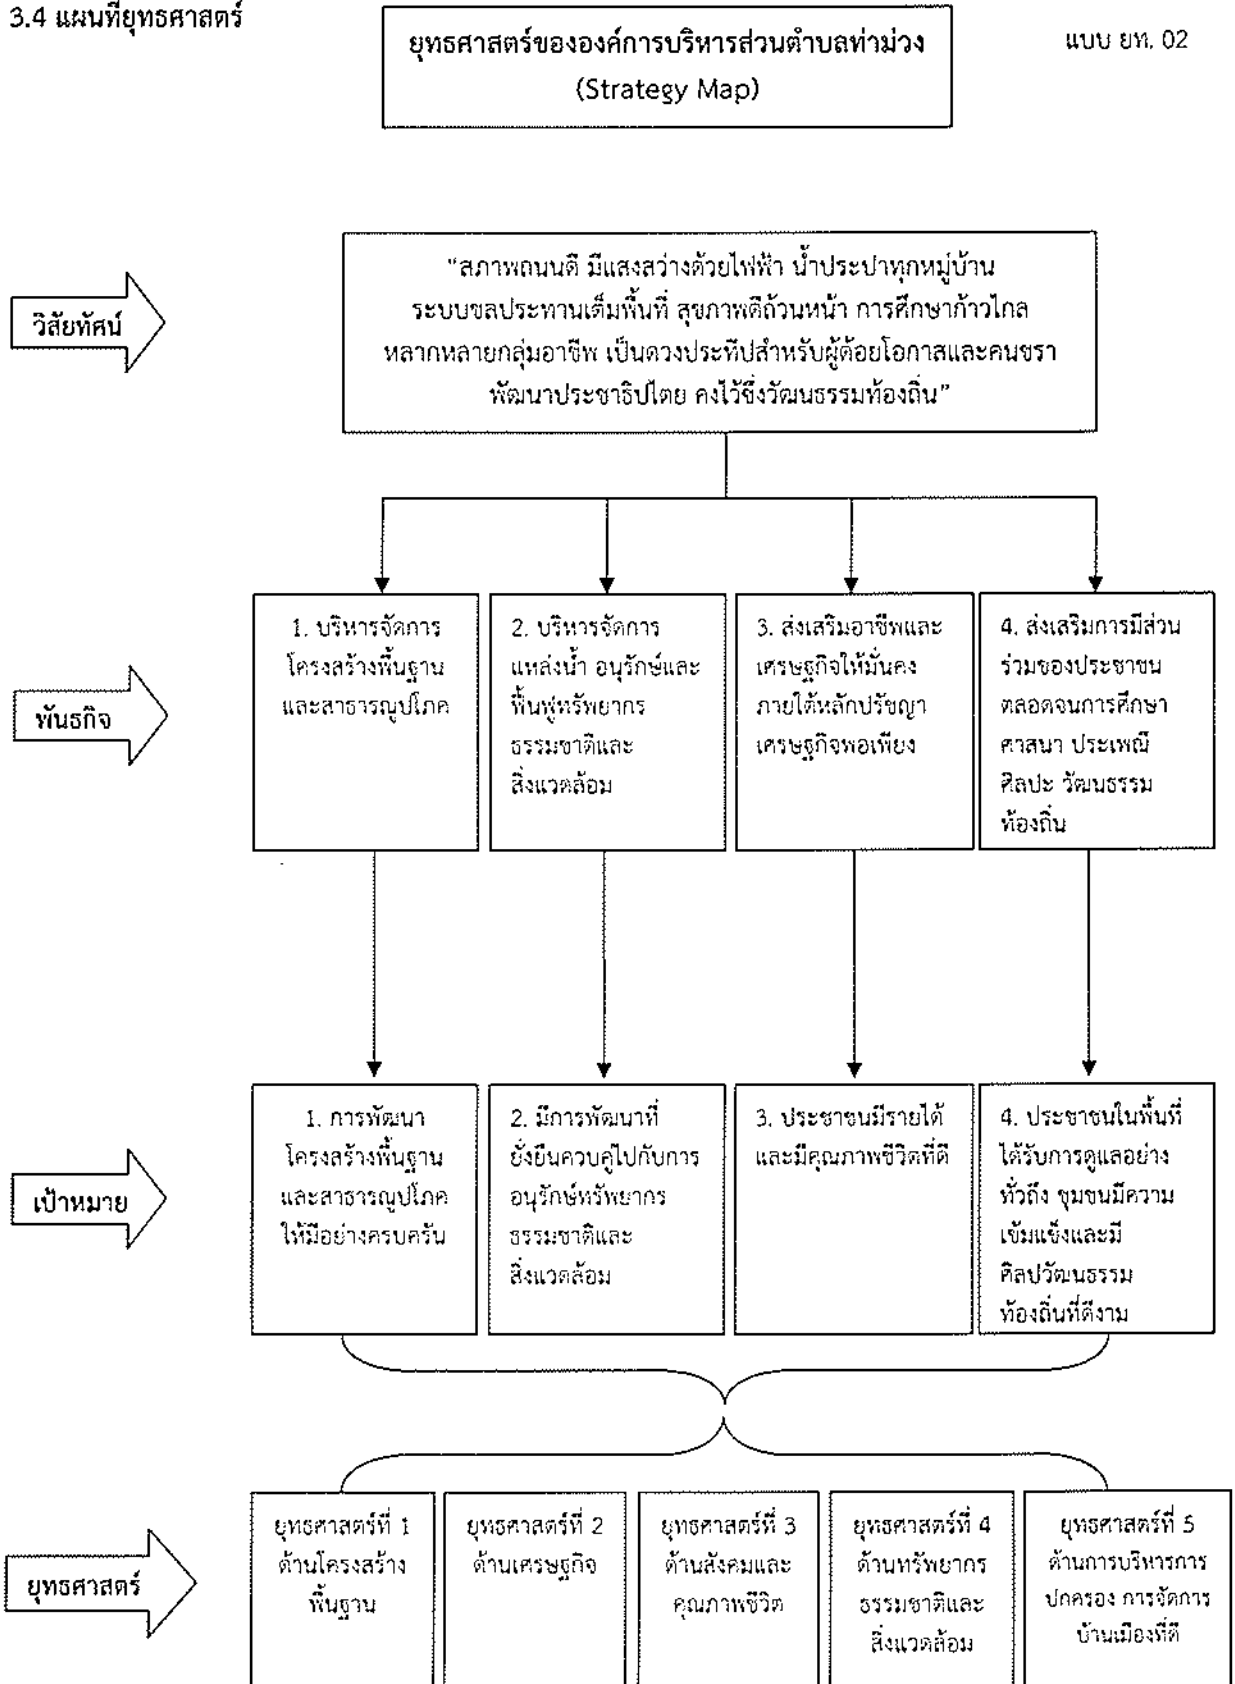 3.4 แผนที่ยุทธศาสตร์
แบบ ยท. 02
ยุทธศาสตร์ขององค์การบริหารส่วนตำบลท่าม่วง
(Strategy Map)
วิสัยทัศน์
“สภาพถนนดี มีแสงสว่างด้วยไฟฟ้า น้ำประปาทุกหมู่บ้าน
ระบบชลประทานเต็มพื้นที่ สุขภาพดีถ้วนหน้า การศึกษาก้าวไกล
หลากหลายกลุ่มอาชีพ เป็นดวงประทีปสำหรับผู้ด้อยโอกาสและคนชรา
พัฒนาประชาธิปไตย คงไว้ซึ่งวัฒนธรรมท้องถิ่น”
พันธกิจ
1. บริหารจัดการ
โครงสร้างพื้นฐาน
และสาธารณูปโภค
2. บริหารจัดการ
แหล่งน้ำ อนุรักษ์และ
ฟื้นฟูทรัพยากร
ธรรมชาติและ
สิ่งแวดล้อม
3. ส่งเสริมอาชีพและ
เศรษฐกิจให้มั่นคง
ภายใต้หลักปรัชญา
เศรษฐกิจพอเพียง
4. ส่งเสริมการมีส่วน
ร่วมของประชาชน
ตลอดจนการศึกษา
ศาสนา ประเพณี
ศิลปะ วัฒนธรรม
ท้องถิ่น
เป้าหมาย
1. การพัฒนา
โครงสร้างพื้นฐาน
และสาธารณูปโภค
ให้มีอย่างครบครัน
2. มีการพัฒนาที่
ยั่งยืนควบคู่ไปกับการ
อนุรักษ์ทรัพยากร
ธรรมชาติและ
สิ่งแวดล้อม
3. ประชาชนมีรายได้
และมีคุณภาพชีวิตที่ดี
4. ประชาชนในพื้นที่
ได้รับการดูแลอย่าง
ทั่วถึง ชุมชนมีความ
เข้มแข็งและมี
ศิลปวัฒนธรรม
ท้องถิ่นที่ดีงาม
ยุทธศาสตร์
ยุทธศาสตร์ที่ 1
ด้านโครงสร้าง
พื้นฐาน
ยุทธศาสตร์ที่ 2
ด้านเศรษฐกิจ
ยุทธศาสตร์ที่ 3
ด้านสังคมและ
คุณภาพชีวิต
ยุทธศาสตร์ที่ 4
ด้านทรัพยากร
ธรรมชาติและ
สิ่งแวดล้อม
ยุทธศาสตร์ที่ 5
ด้านการบริหารการ
ปกครอง การจัดการ
บ้านเมืองที่ดี